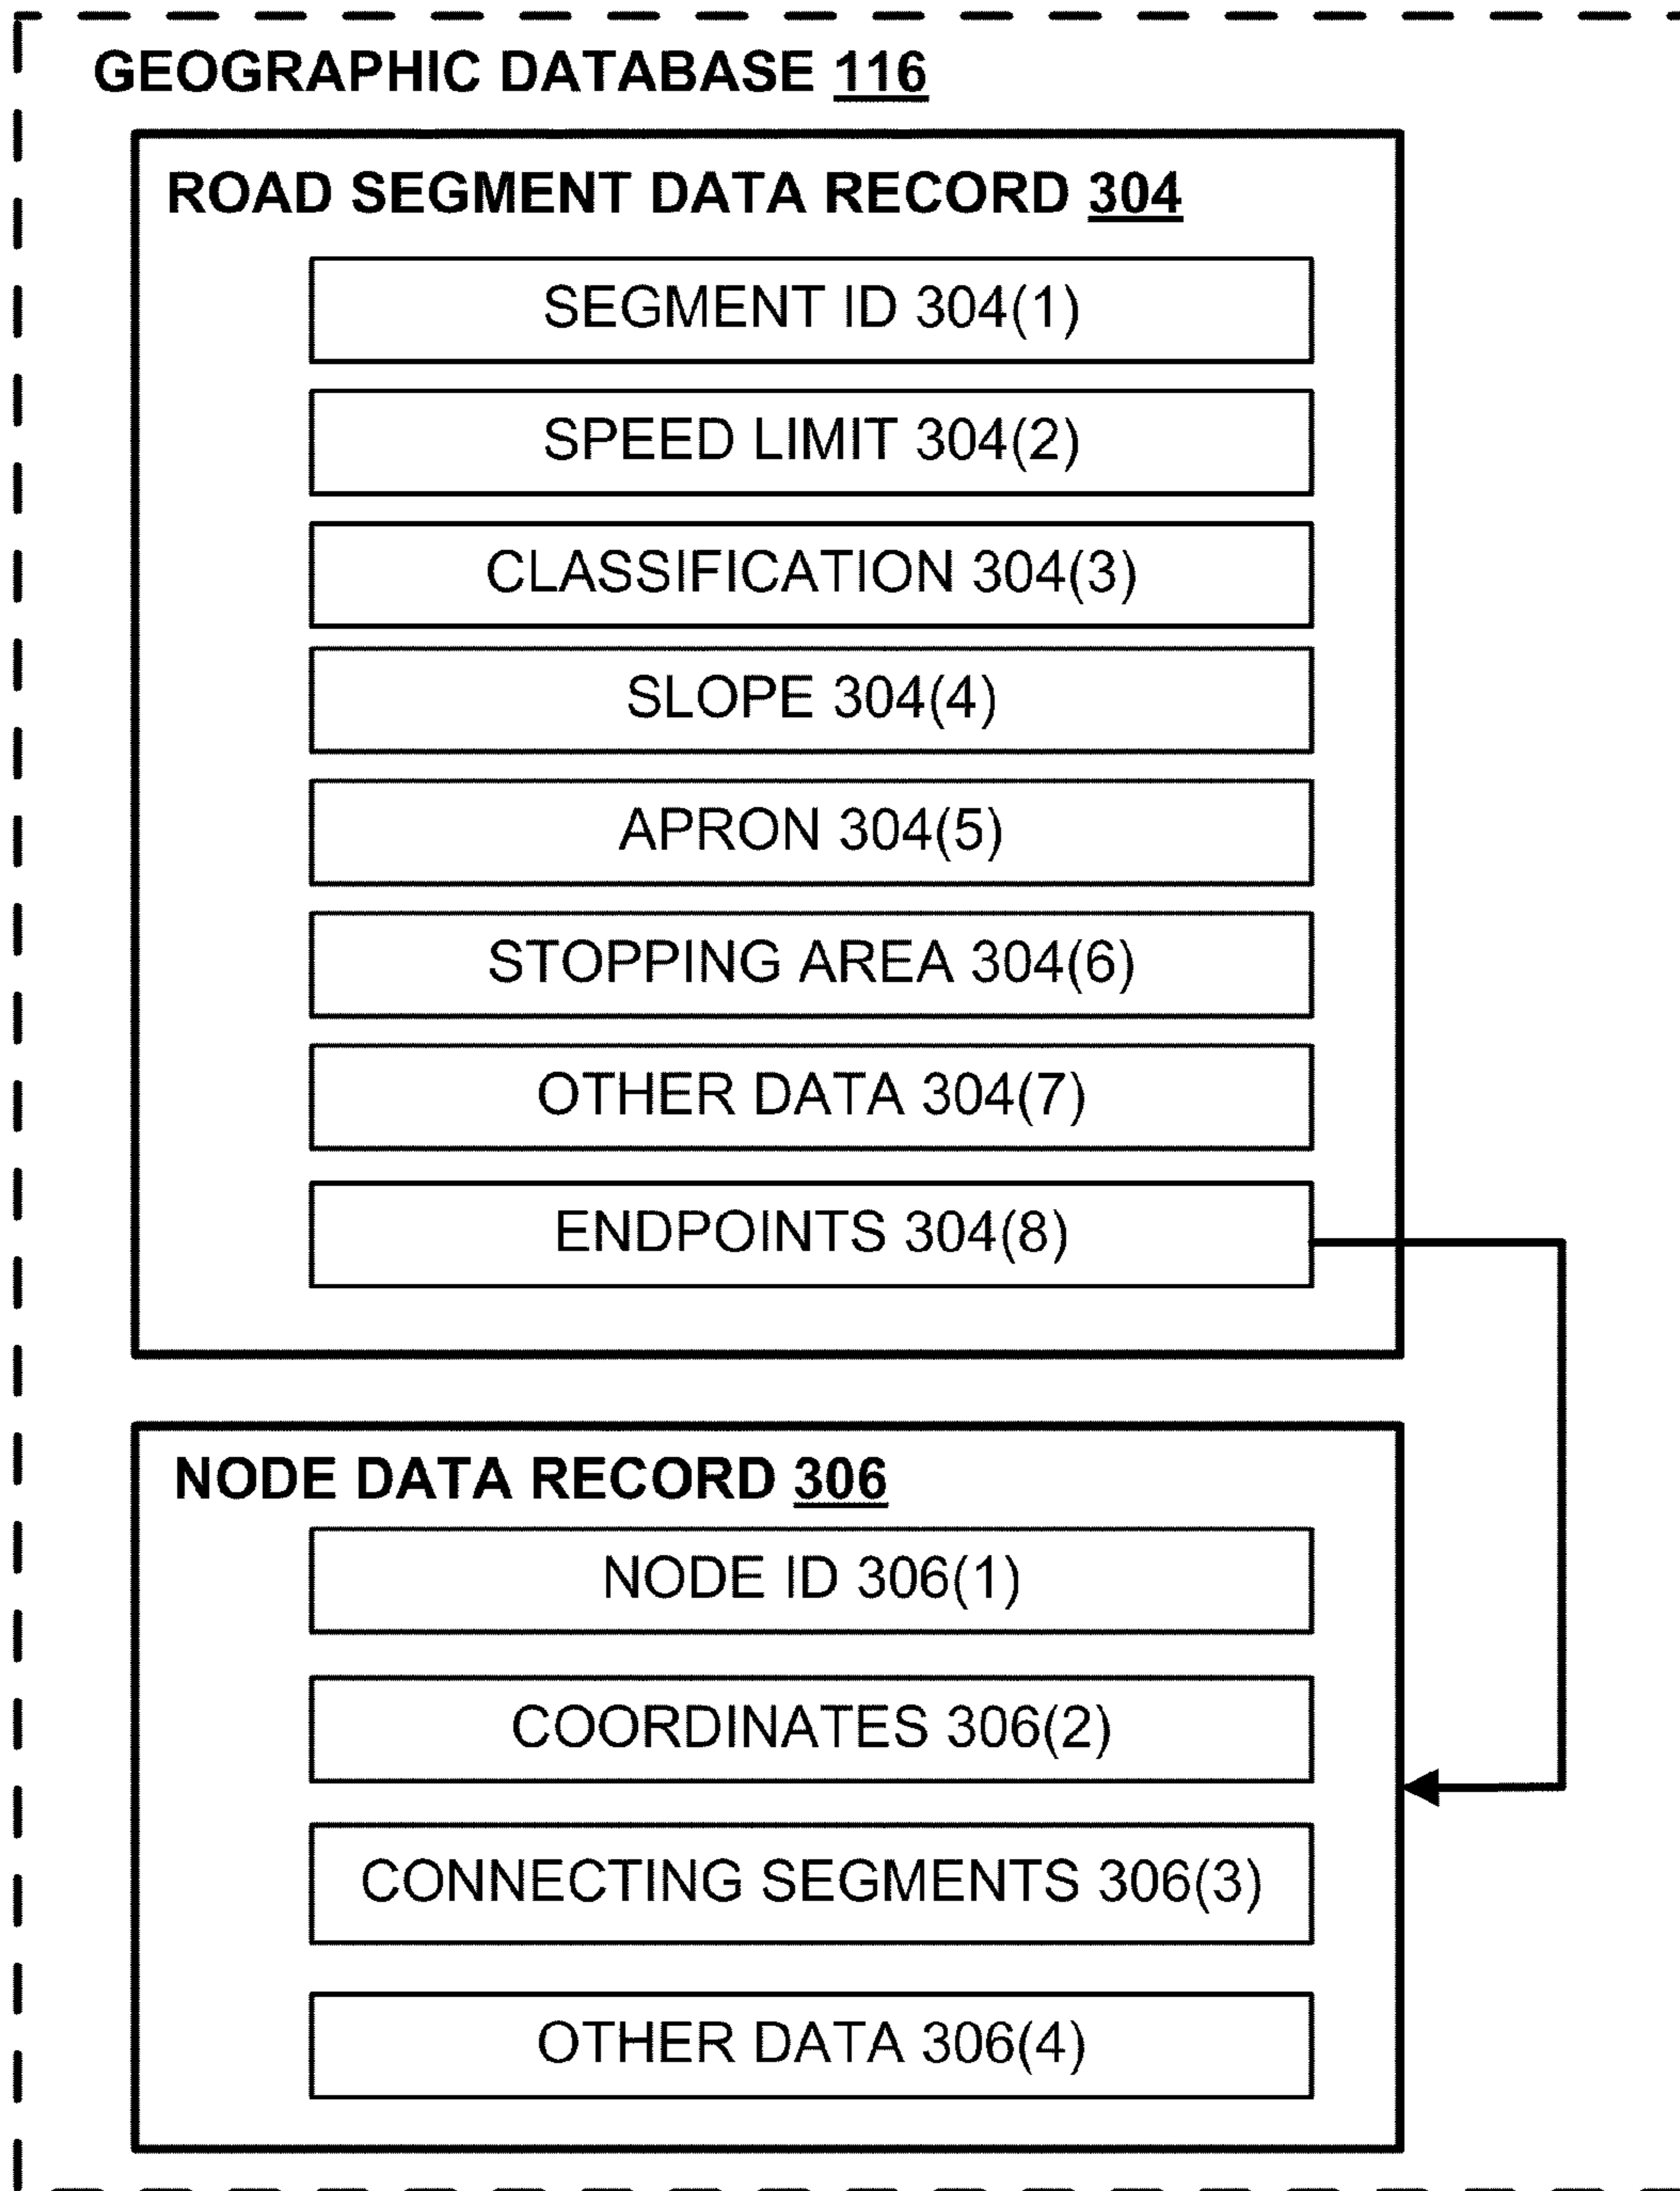 GEOGRAPHIC DATABASE 116
ROAD SEGMENT DATA RECORD 304
SEGMENT ID 304(1)
SPEED LIMIT 304(2)
CLASSIFICATION 304(3)
SLOPE 304(4)
APRON 304(5)
STOPPING AREA 304(6)
OTHER DATA 304(7)
ENDPOINTS 304(8)
NODE DATA RECORD 306
NODE ID 306(1)
COORDINATES 306(2)
CONNECTING SEGMENTS 306(3)
OTHER DATA 306(4)